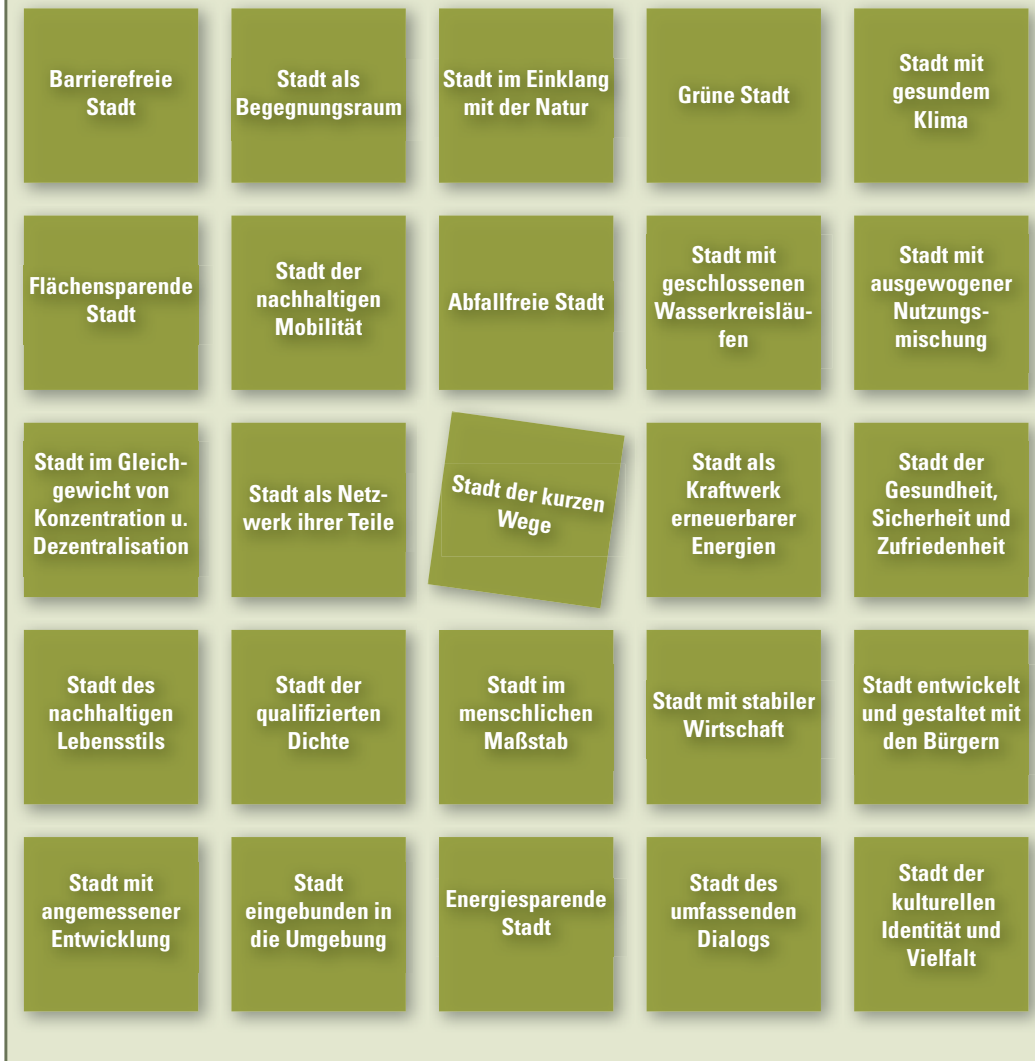 Barrierefreie
Stadt
Stadt als
Begegnungsraum
Stadt im Einklang
mit der Natur
Grüne Stadt
Stadt mit
gesundem
Klima
Flächensparende
Stadt
Stadt der
nachhaltigen
Mobilität
Abfallfreie Stadt
Stadt mit
geschlossenen
Wasserkreisläu-
fen
Stadt mit
ausgewogener
Nutzungs-
mischung
Stadt im Gleich-
gewicht von
Konzentration u.
Dezentralisation
Stadt als Netz-
werk ihrer Teile
Stadt der kurzen
Wege
Stadt als
Kraftwerk
erneuerbarer
Energien
Stadt der
Gesundheit,
Sicherheit und
Zufriedenheit
Stadt des
nachhaltigen
Lebensstils
Stadt der
qualifizierten
Dichte
Stadt im
menschlichen
Maßstab
Stadt mit stabiler
Wirtschaft
Stadt entwickelt
und gestaltet mit
den Bürgern
Stadt mit
angemessener
Entwicklung
Stadt
eingebunden in
die Umgebung
Energiesparende
Stadt
Stadt des
umfassenden
Dialogs
Stadt der
kulturellen
Identität und
Vielfalt